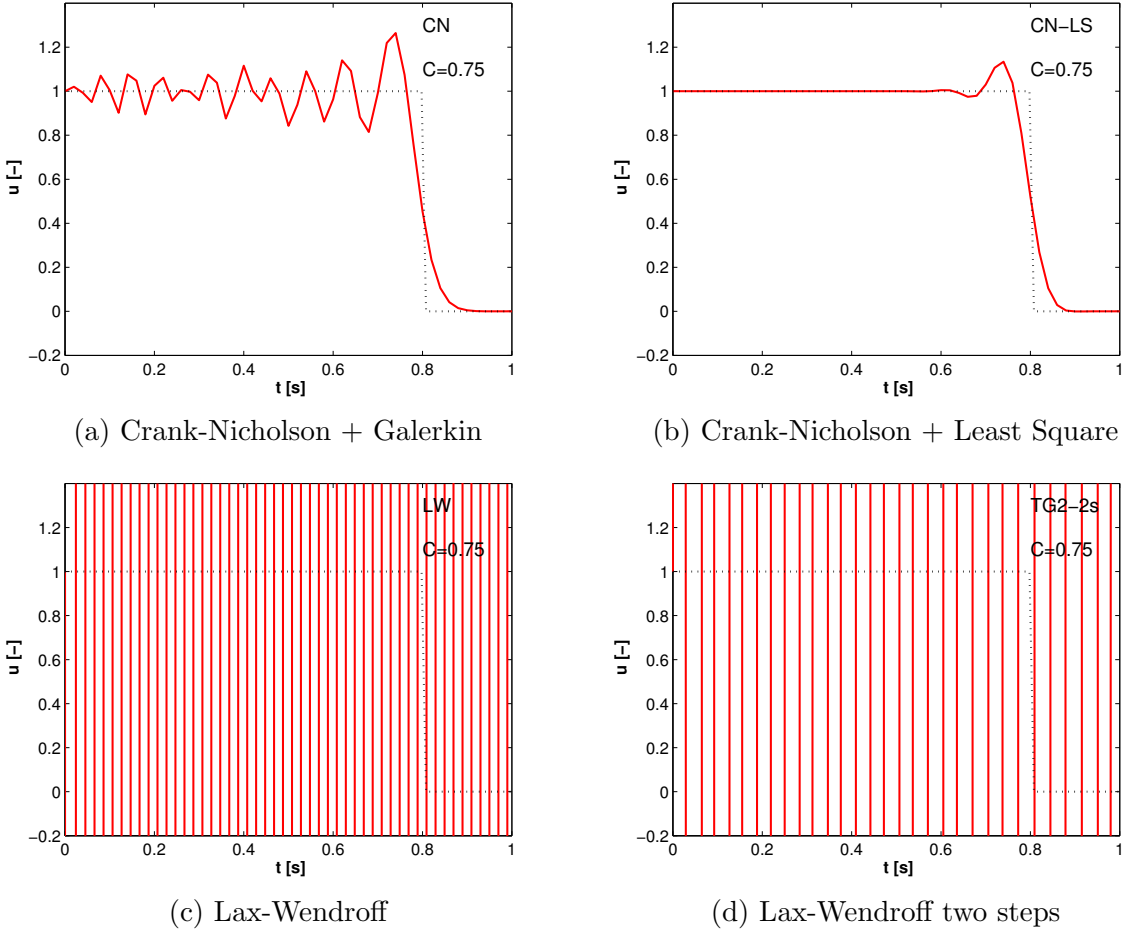 CN
C=0.75
1.2
1
0.8
0.6
0.4
0.2
0
−0.2
u [-]
0 0.2 0.4 0.6 0.8 1
t [s]
(a) Crank-Nicholson + Galerkin
CN−LS
C=0.75
1.2
1
0.8
0.6
0.4
0.2
0
−0.2
u [-]
0 0.2 0.4 0.6 0.8 1
t [s]
(b) Crank-Nicholson + Least Square
LW
C=0.75
1.2
1
0.8
0.6
0.4
0.2
0
−0.2
u [-]
0 0.2 0.4 0.6 0.8 1
t [s]
(c) Lax-Wendroff
TG2−2s
C=0.75
1.2
1
0.8
0.6
0.4
0.2
0
−0.2
u [-]
0 0.2 0.4 0.6 0.8 1
t [s]
(d) Lax-Wendroff two steps